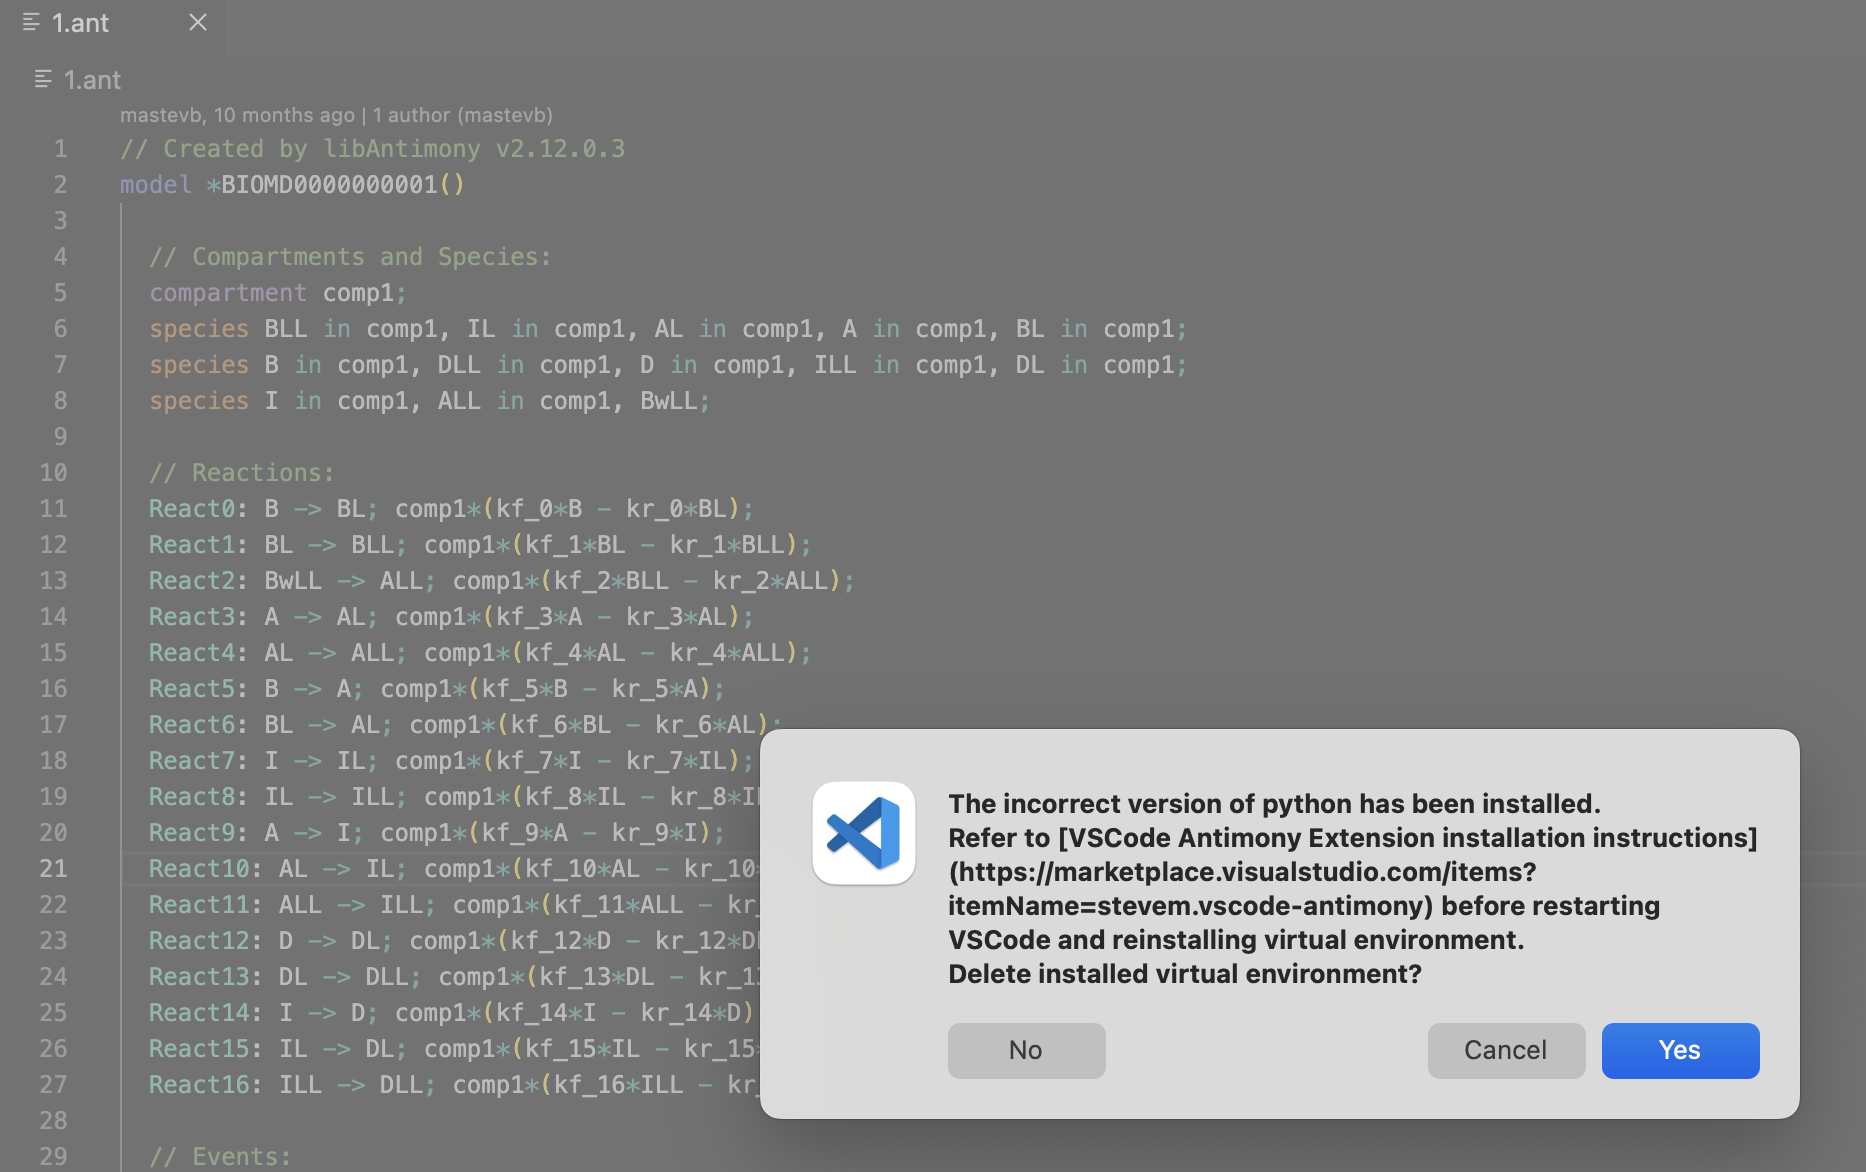 1.ant
1.ant
mastevb, 10 months ago | 1 author (mastevb)
1 // Created by libAntimony v2.12.0.3
2 model *BIOMD0000000001()
3
4 // Compartments and Species:
5 compartment comp1;
6 species BLL in comp1, IL in comp1, AL in comp1, A in comp1, BL in comp1;
7 species B in comp1, DLL in comp1, D in comp1, ILL in comp1, DL in comp1;
8 species I in comp1, ALL in comp1, BwLL;
9
10 // Reactions:
11 React0: B -> BL; comp1*(kf_0*B - kr_0*BL);
12 React1: BL -> BLL; comp1*(kf_1*BL - kr_1*BLL);
13 React2: BwLL -> ALL; comp1*(kf_2*BLL - kr_2*ALL);
14 React3: A -> AL; comp1*(kf_3*A - kr_3*AL);
15 React4: AL -> ALL; comp1*(kf_4*AL - kr_4*ALL);
16 React5: B -> A; comp1*(kf_5*B - kr_5*A);
17 React6: BL -> AL; comp1*(kf_6*BL - kr_6*AL);
18 React7: I -> IL; comp1*(kf_7*I - kr_7*IL);
19 React8: IL -> ILL; comp1*(kf_8*IL - kr_8*I
20 React9: A -> I; comp1*(kf_9*A - kr_9*I);
21 React10: AL -> IL; comp1*(kf_10*AL - kr_10*
22 React11: ALL -> ILL; comp1*(kf_11*ALL - kr_
23 React12: D -> DL; comp1*(kf_12*D - kr_12*D
24 React13: DL -> DLL; comp1*(kf_13*DL - kr_1
25 React14: I -> D; comp1*(kf_14*I - kr_14*D)
26 React15: IL -> DL; comp1*(kf_15*IL - kr_15*
27 React16: ILL -> DLL; comp1*(kf_16*ILL - kr_
28
29 // Events:
The incorrect version of python has been installed.
Refer to [VSCode Antimony Extension installation instructions]
(https://marketplace.visualstudio.com/items?
itemName=stevem.vscode-antimony) before restarting
VSCode and reinstalling virtual environment.
Delete installed virtual environment?
No
Cancel
Yes